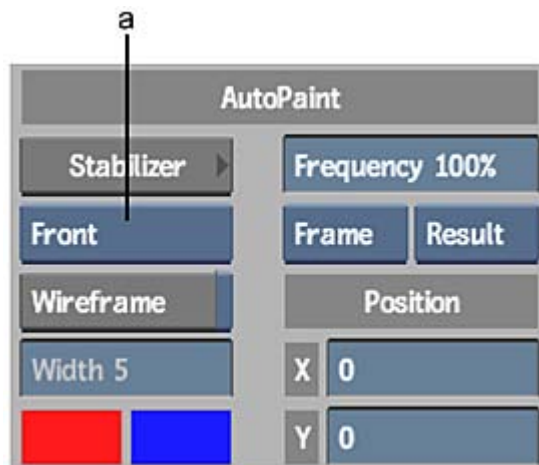 a
AutoPaint
Stabilizer
Frequency 100%
Front
Frame
Result
Wireframe
Position
Width 5
X 0
Y 0